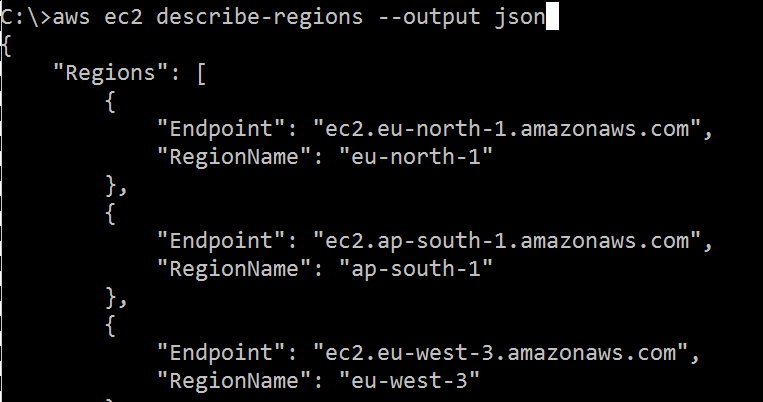 C:\>aws ec2 describe-regions --output json
{
    "Regions": [
        {
            "Endpoint": "ec2.eu-north-1.amazonaws.com",
            "RegionName": "eu-north-1"
        },
        {
            "Endpoint": "ec2.ap-south-1.amazonaws.com",
            "RegionName": "ap-south-1"
        },
        {
            "Endpoint": "ec2.eu-west-3.amazonaws.com",
            "RegionName": "eu-west-3"